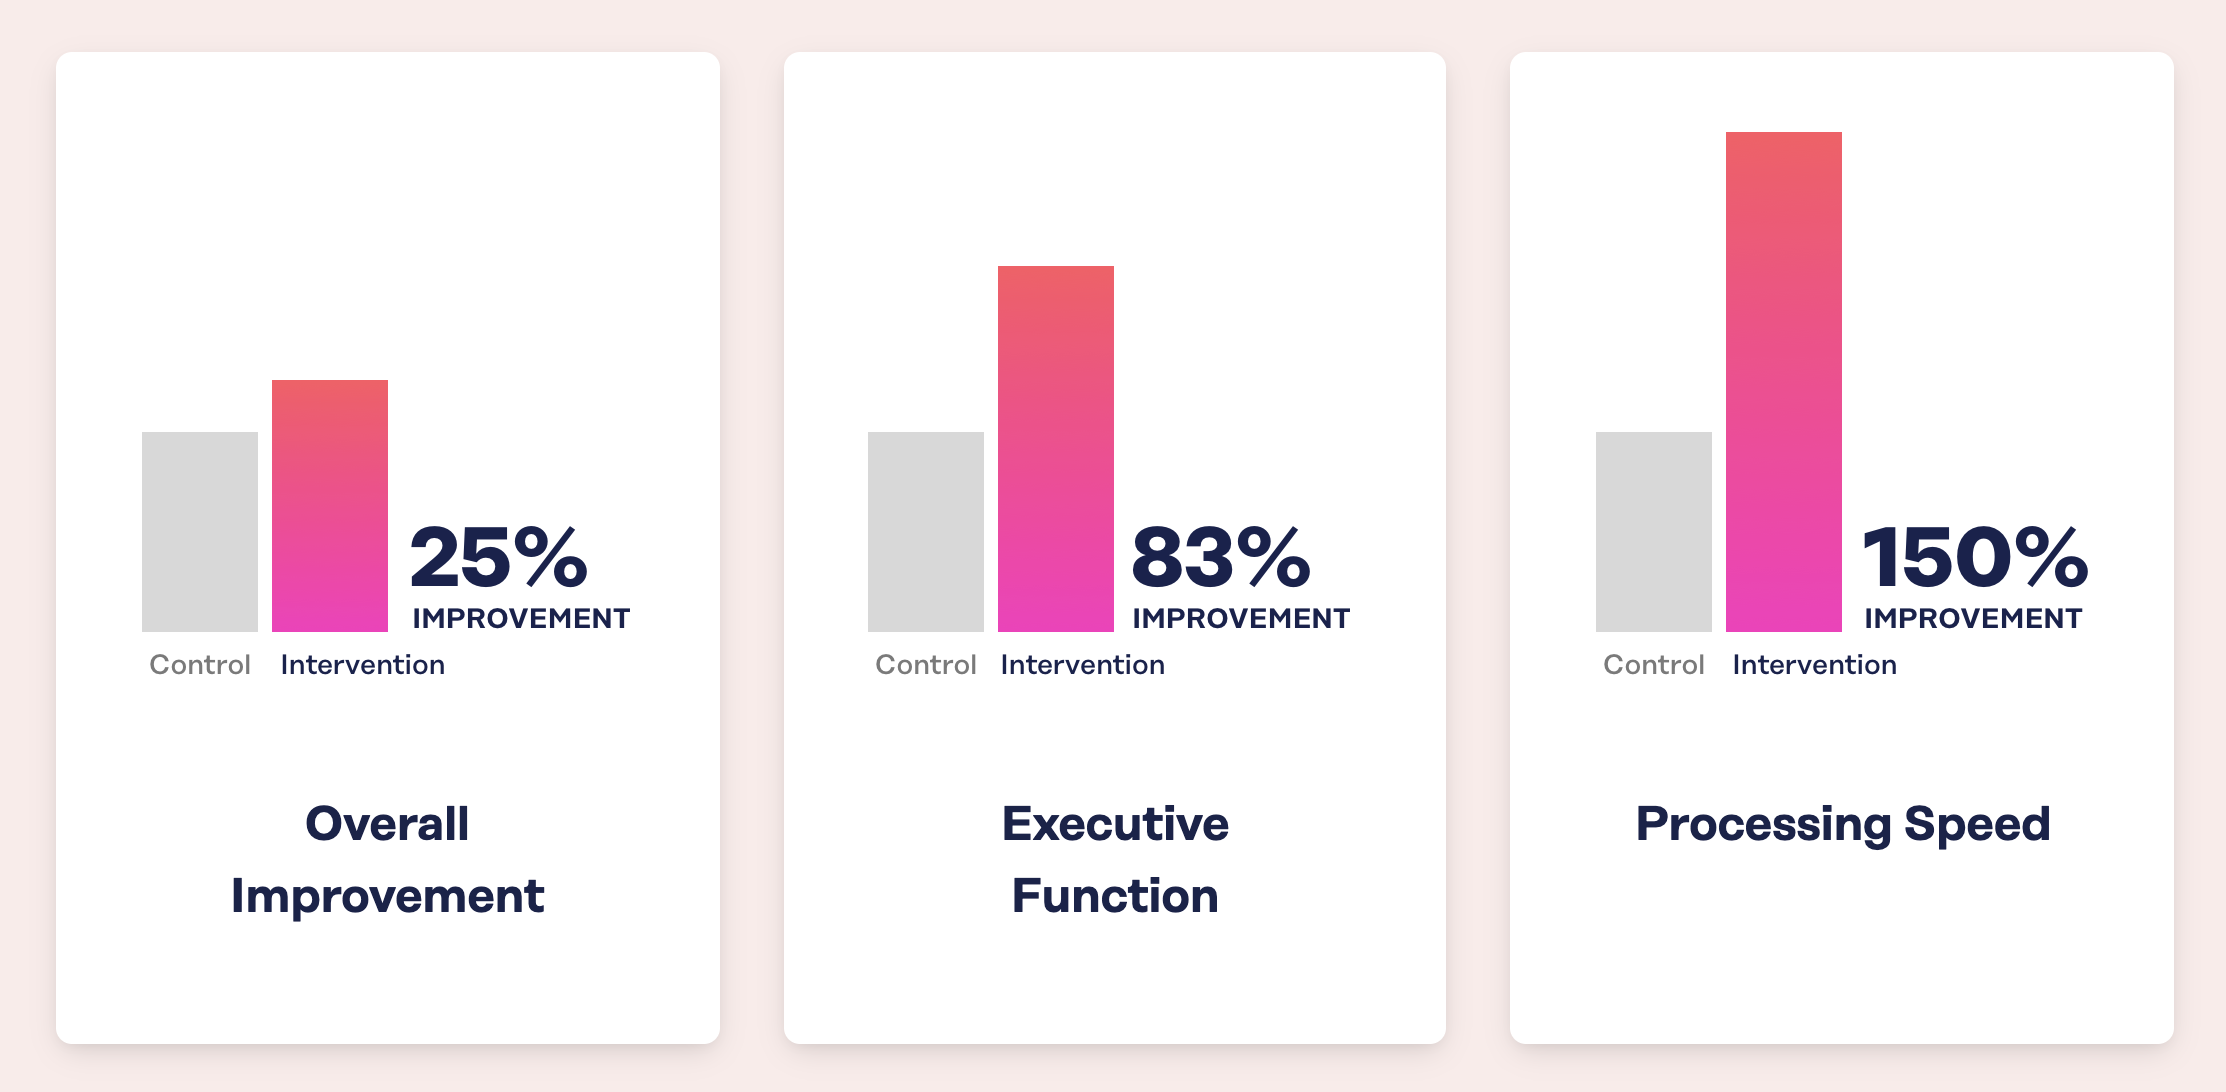 25%
IMPROVEMENT
Control Intervention
Overall
Improvement
83%
IMPROVEMENT
Control Intervention
Executive
Function
150%
IMPROVEMENT
Control Intervention
Processing Speed